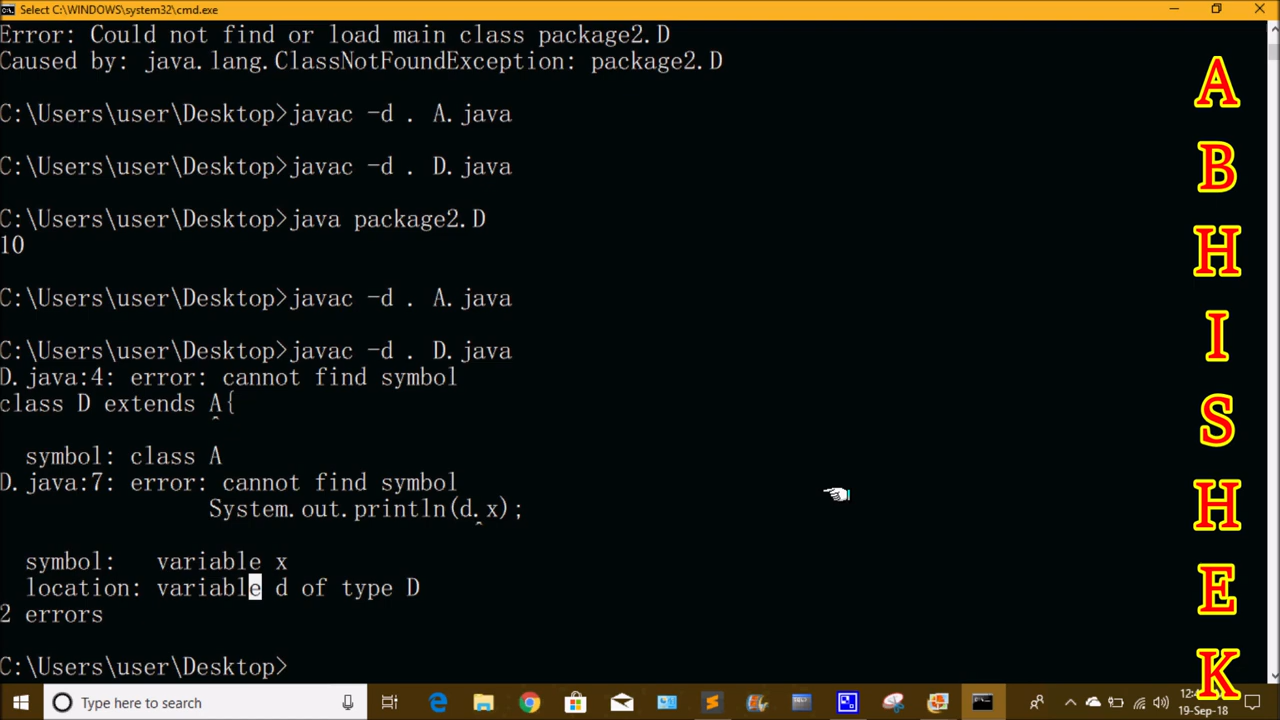 Select C:\WINDOWS\system32\cmd.exe
Error: Could not find or load main class package2.D
Caused by: java.lang.ClassNotFoundException: package2.D
C:\Users\user\Desktop>javac -d . A.java
C:\Users\user\Desktop>javac -d . D.java
C:\Users\user\Desktop>java package2.D
10
C:\Users\user\Desktop>javac -d . A.java
C:\Users\user\Desktop>javac -d . D.java
D.java:4: error: cannot find symbol
class D extends A{
^
symbol: class A
D.java:7: error: cannot find symbol
System.out.println(d.x);
^
symbol:   variable x
location: variable d of type D
2 errors
C:\Users\user\Desktop>
A
B
H
I
S
H
E
K
Type here to search
19-Sep-18